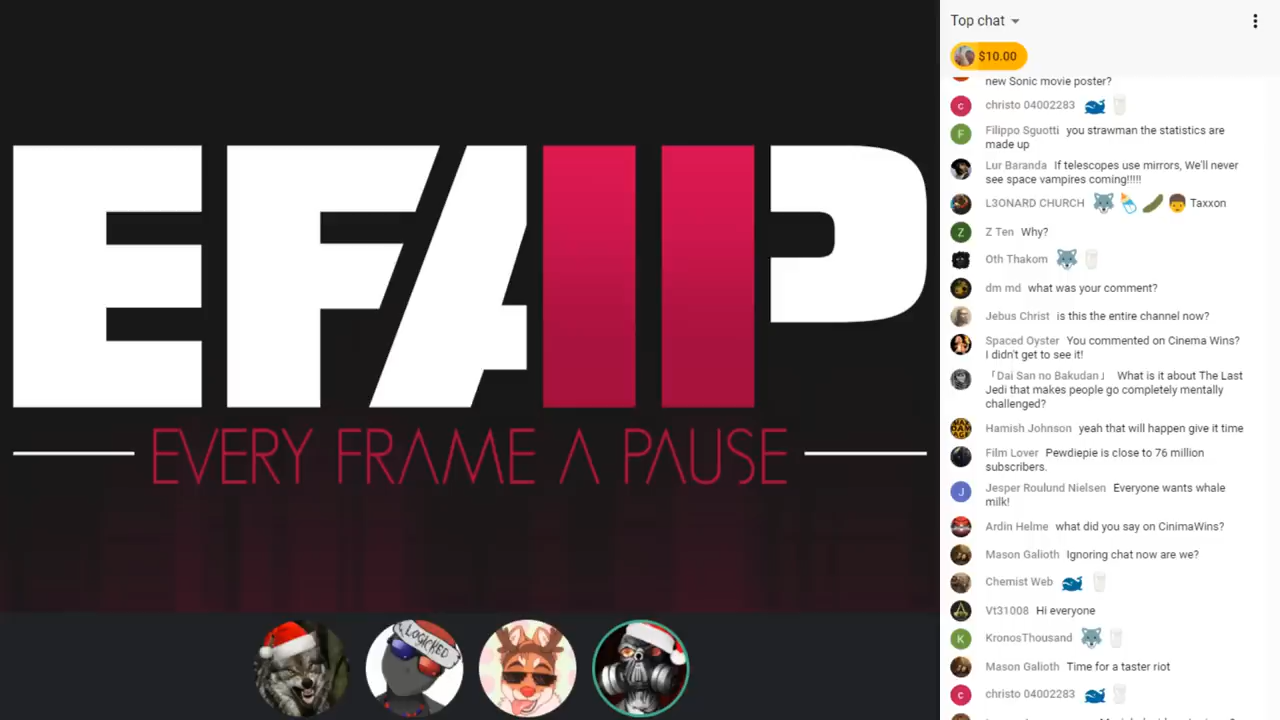 EFAP
EVERY FRAME A PAUSE
LOGICKED
Top chat
$10.00
new Sonic movie poster?
christo 04002283 🐳🥛
Filippo Sguotti you strawman the statistics are
made up
Lur Baranda If telescopes use mirrors, We'll never
see space vampires coming!!!!!
L3ONARD CHURCH 🐺🍼🥒👨 Taxxon
Z Ten Why?
Oth Thakom 🐺🥛
dm md what was your comment?
Jebus Christ is this the entire channel now?
Spaced Oyster You commented on Cinema Wins?
I didn't get to see it!
「Dai San no Bakudan」 What is it about The Last
Jedi that makes people go completely mentally
challenged?
Hamish Johnson yeah that will happen give it time
Film Lover Pewdiepie is close to 76 million
subscribers.
Jesper Roulund Nielsen Everyone wants whale
milk!
Ardin Helme what did you say on CinimaWins?
Mason Galioth Ignoring chat now are we?
Chemist Web 🐳🥛
Vt31008 Hi everyone
KronosThousand 🐺🥛
Mason Galioth Time for a taster riot
christo 04002283 🐳🥛